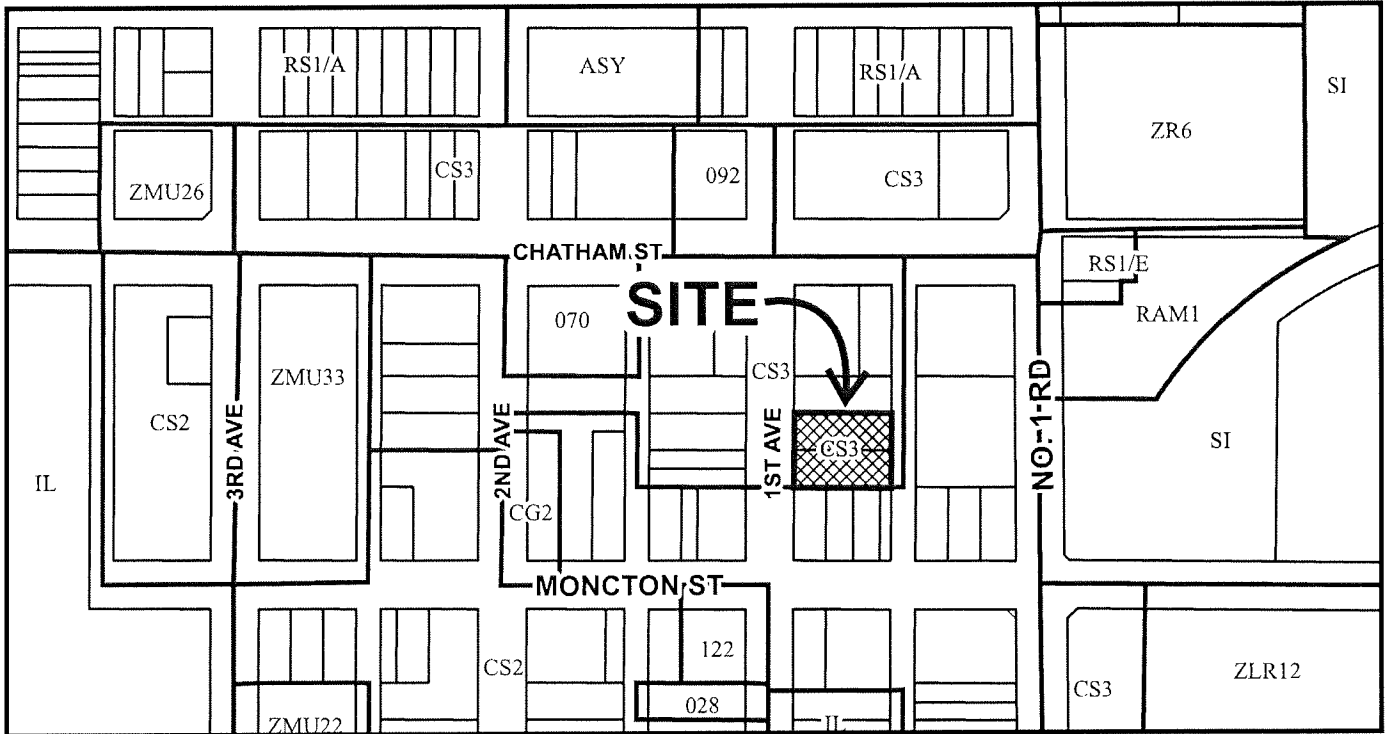 RS1/A
ASY
RS1/A
SI
ZR6
ZMU26
CS3
092
CS3
CHATHAM ST
RS1/E
SITE
070
RAM1
ZMU33
CS3
CS2
3RD AVE
2ND AVE
1ST AVE
CS3
NO. 1 RD
SI
IL
CG2
MONCTON ST
122
CS2
028
CS3
ZLR12
ZMU22
IL